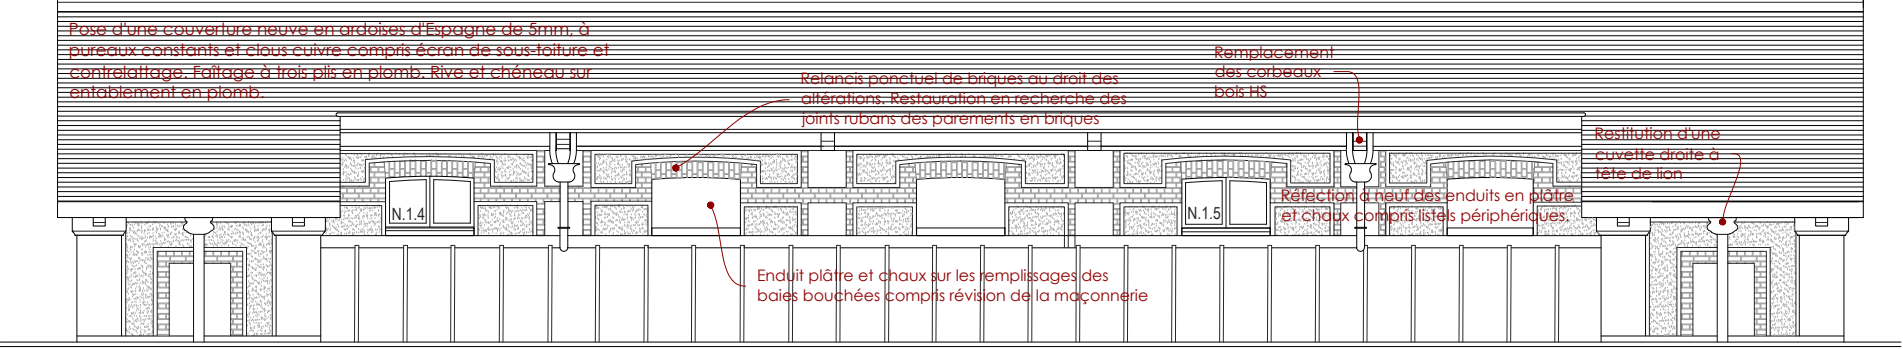 Pose d'une couverture neuve en ardoises d'Espagne de 5mm, à
pureaux constants et clous cuivre compris écran de sous-toiture et
contrelattage. Faîtage à trois plis en plomb. Rive et chéneau sur
entablement en plomb.
Relancis ponctuel de briques au droit des
altérations. Restauration en recherche des
joints rubans des parements en briques
Remplacement
des corbeaux
bois HS
Restitution d'une
cuvette droite à
tête de lion
Réfection à neuf des enduits en plâtre
et chaux compris listels périphériques.
N.1.4
N.1.5
Enduit plâtre et chaux sur les remplissages des
baies bouchées compris révision de la maçonnerie